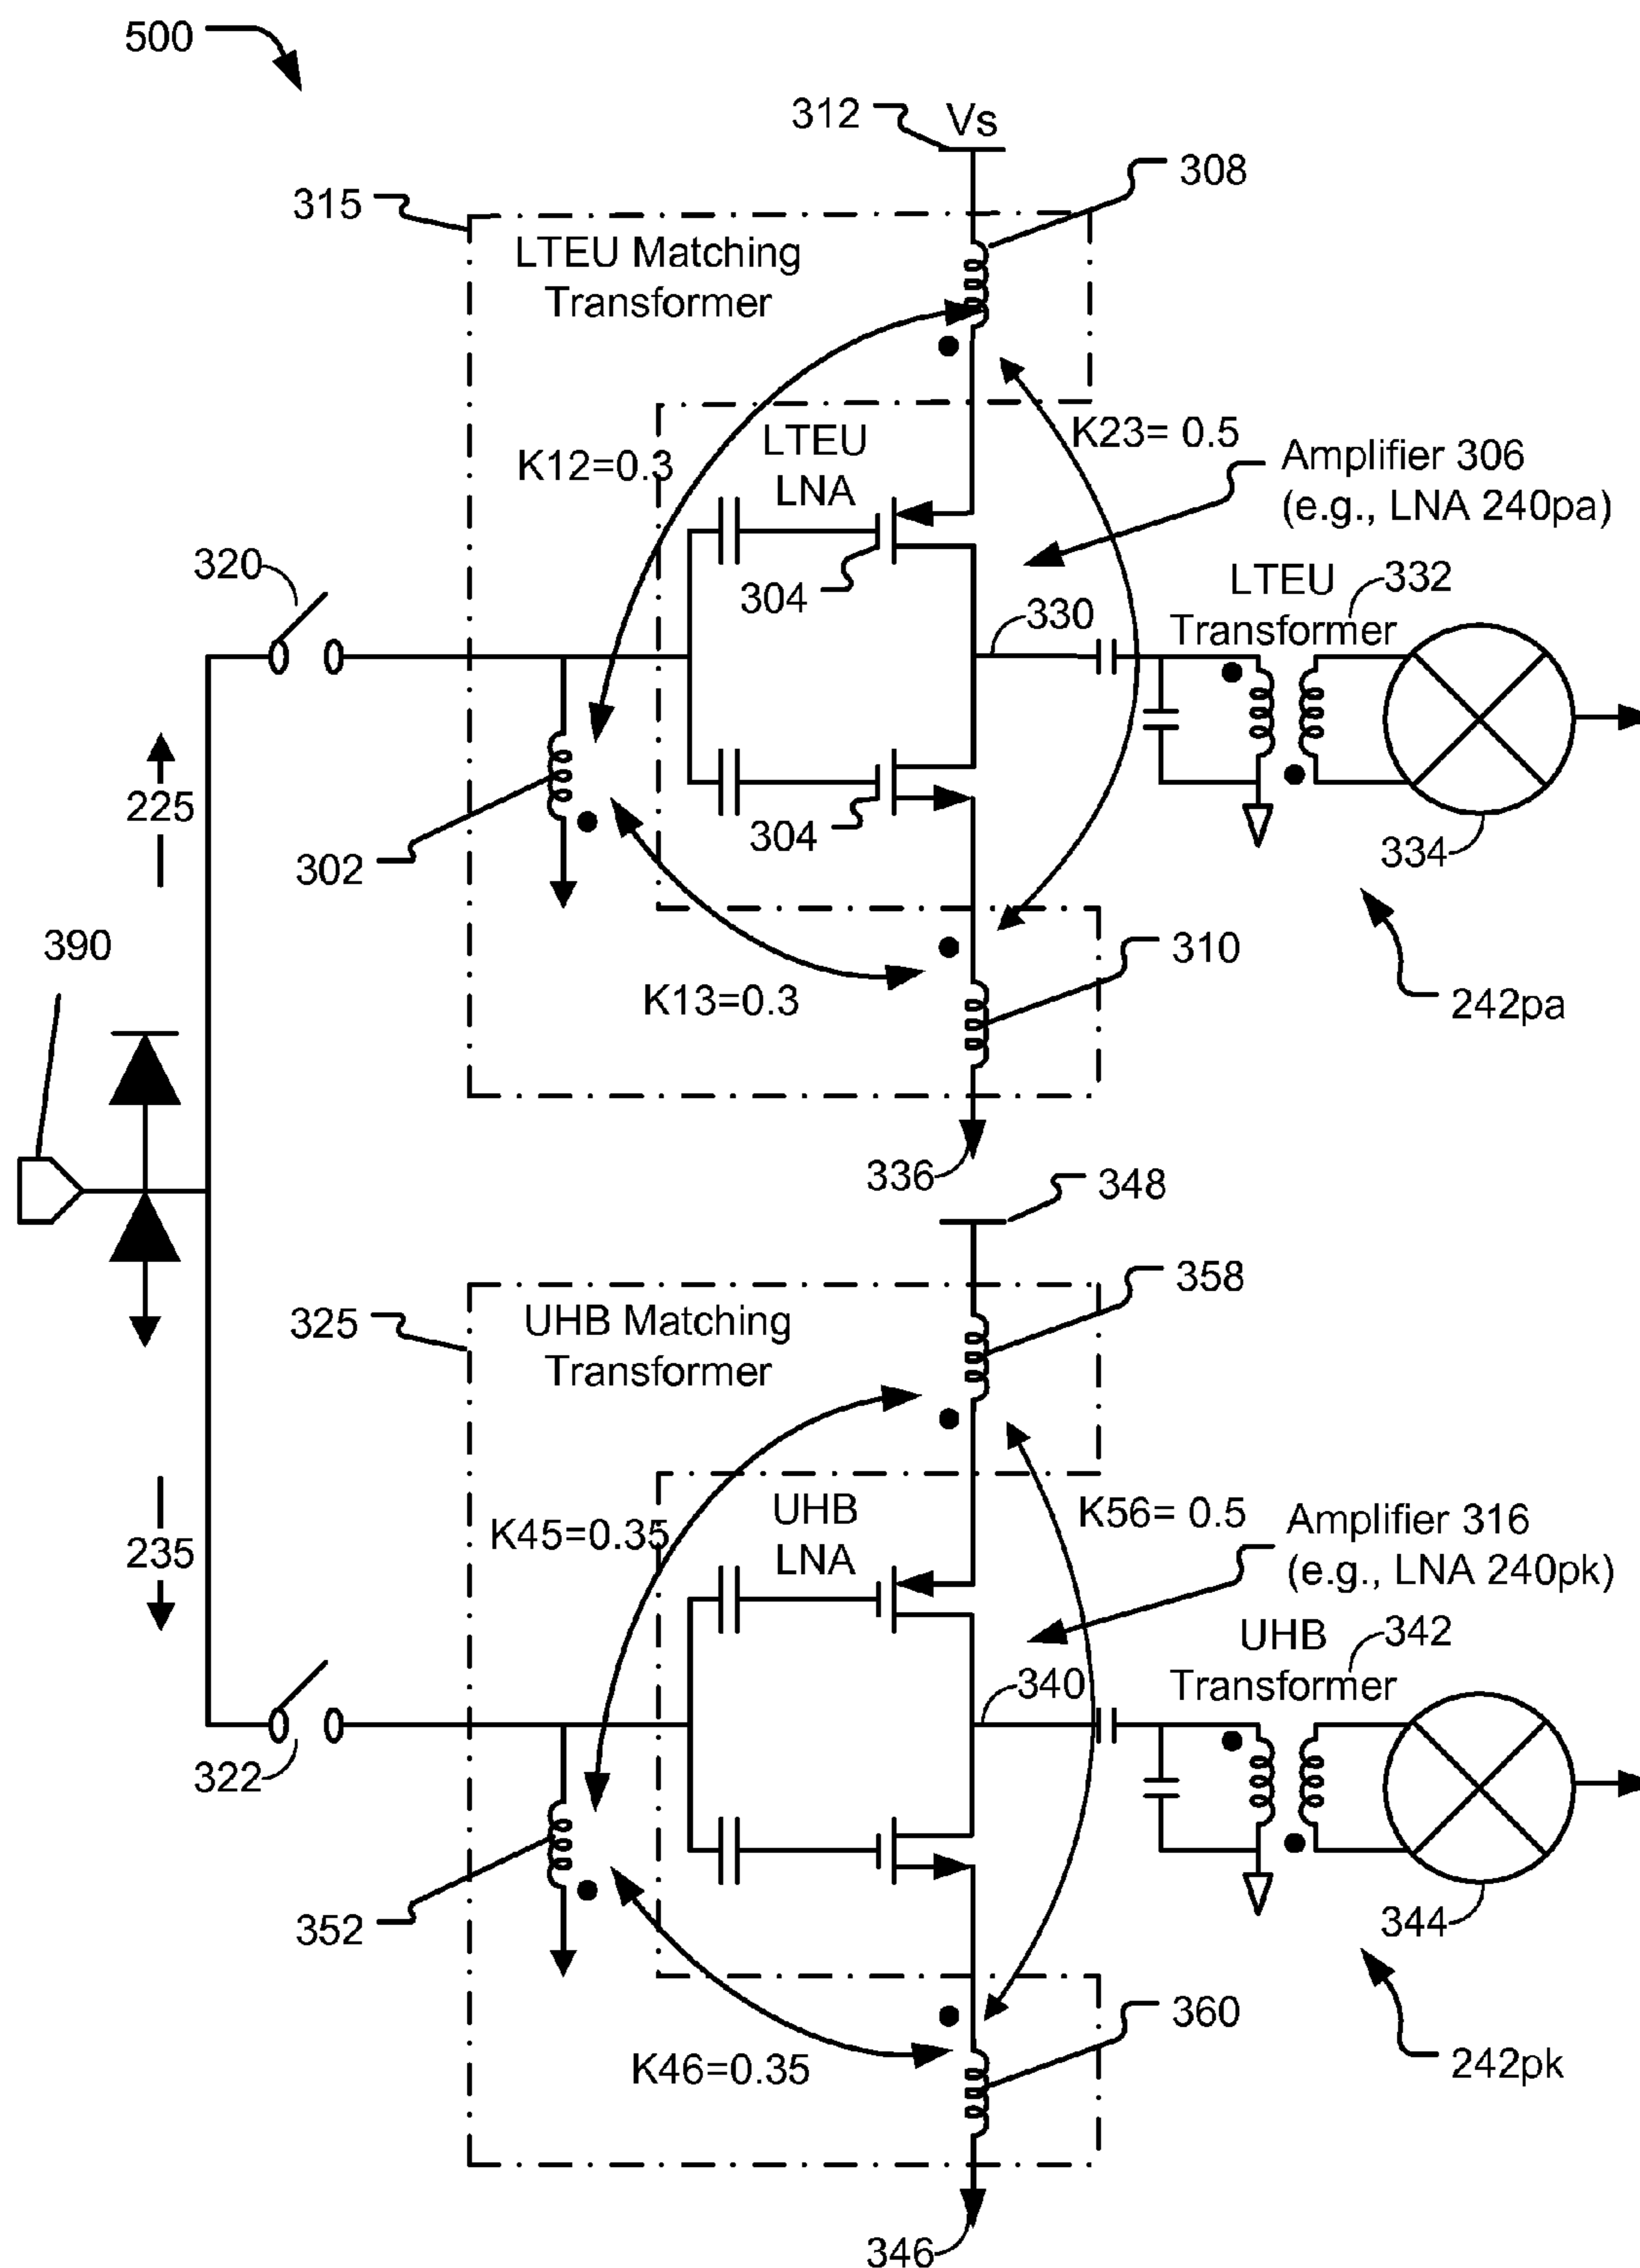 500
312
Vs
308
315
LTEU Matching
Transformer
K12=0.3
LTEU
LNA
K23= 0.5
Amplifier 306
(e.g., LNA 240pa)
320
304
330
LTEU
Transformer
332
225
302
304
334
390
310
K13=0.3
242pa
336
348
358
325
UHB Matching
Transformer
K45=0.35
UHB
LNA
K56= 0.5
Amplifier 316
(e.g., LNA 240pk)
235
UHB
Transformer
342
340
322
352
344
360
K46=0.35
242pk
346